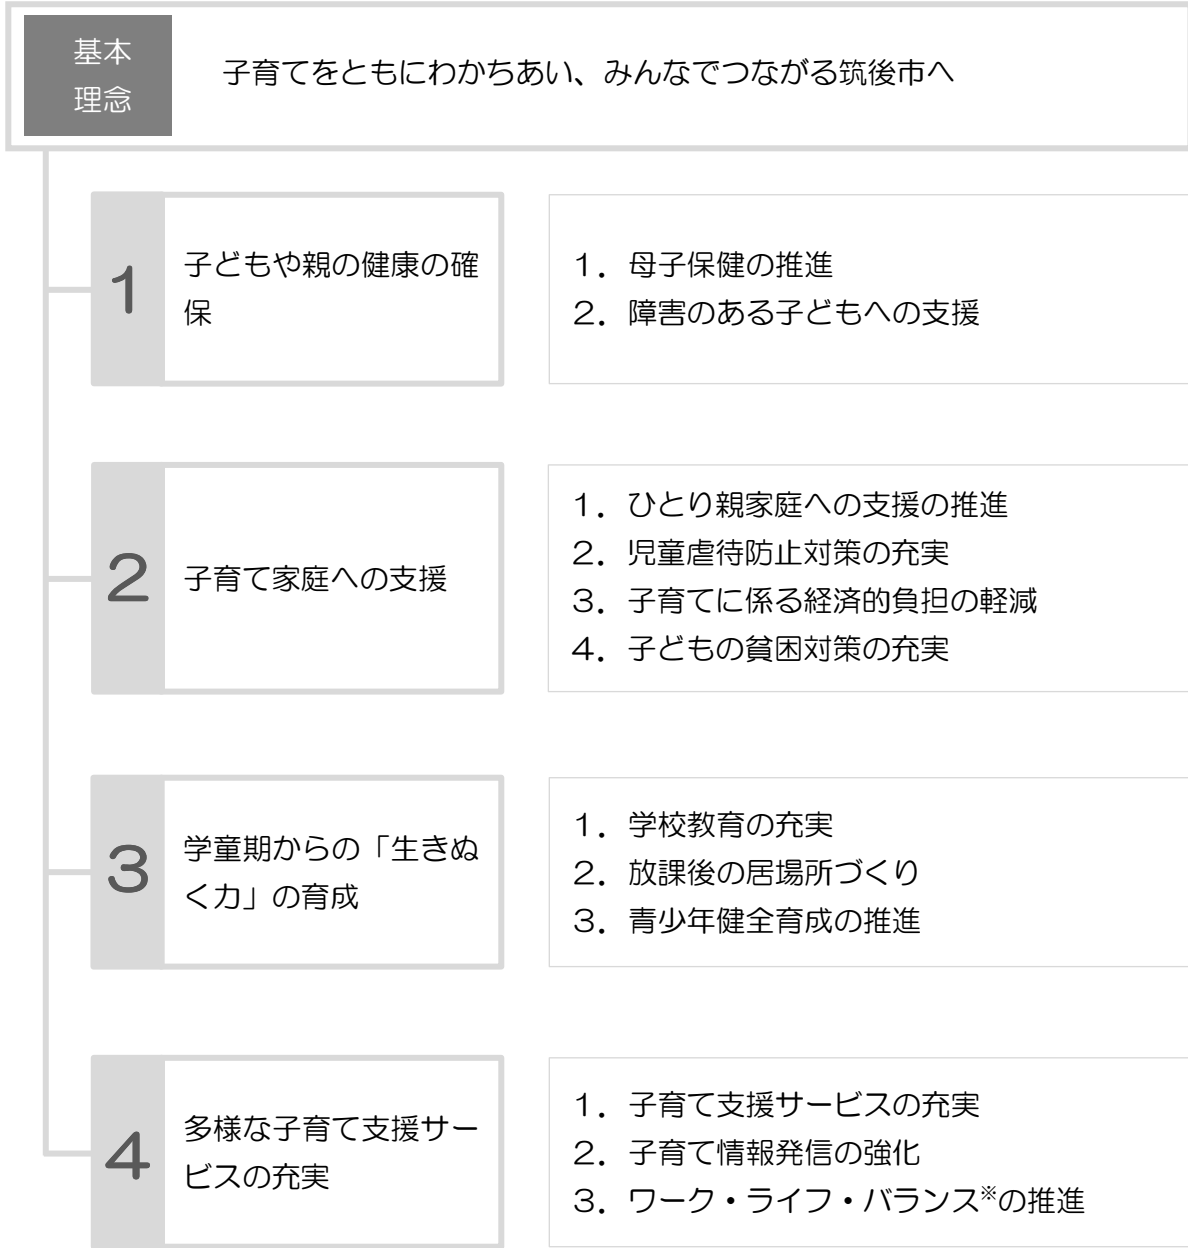 基本
理念
子育てをともにわかちあい、みんなでつながる筑後市へ
1
子どもや親の健康の確
保
１．母子保健の推進
２．障害のある子どもへの支援
2
子育て家庭への支援
１．ひとり親家庭への支援の推進
２．児童虐待防止対策の充実
３．子育てに係る経済的負担の軽減
４．子どもの貧困対策の充実
3
学童期からの「生きぬ
く力」の育成
１．学校教育の充実
２．放課後の居場所づくり
３．青少年健全育成の推進
4
多様な子育て支援サー
ビスの充実
１．子育て支援サービスの充実
２．子育て情報発信の強化
３．ワーク・ライフ・バランス※の推進